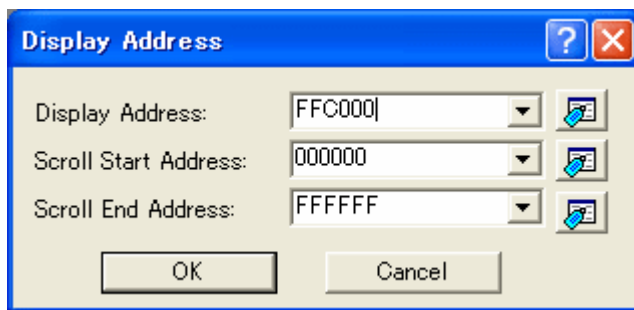 Display Address
Display Address: FFC000
Scroll Start Address: 000000
Scroll End Address: FFFFFF
OK Cancel